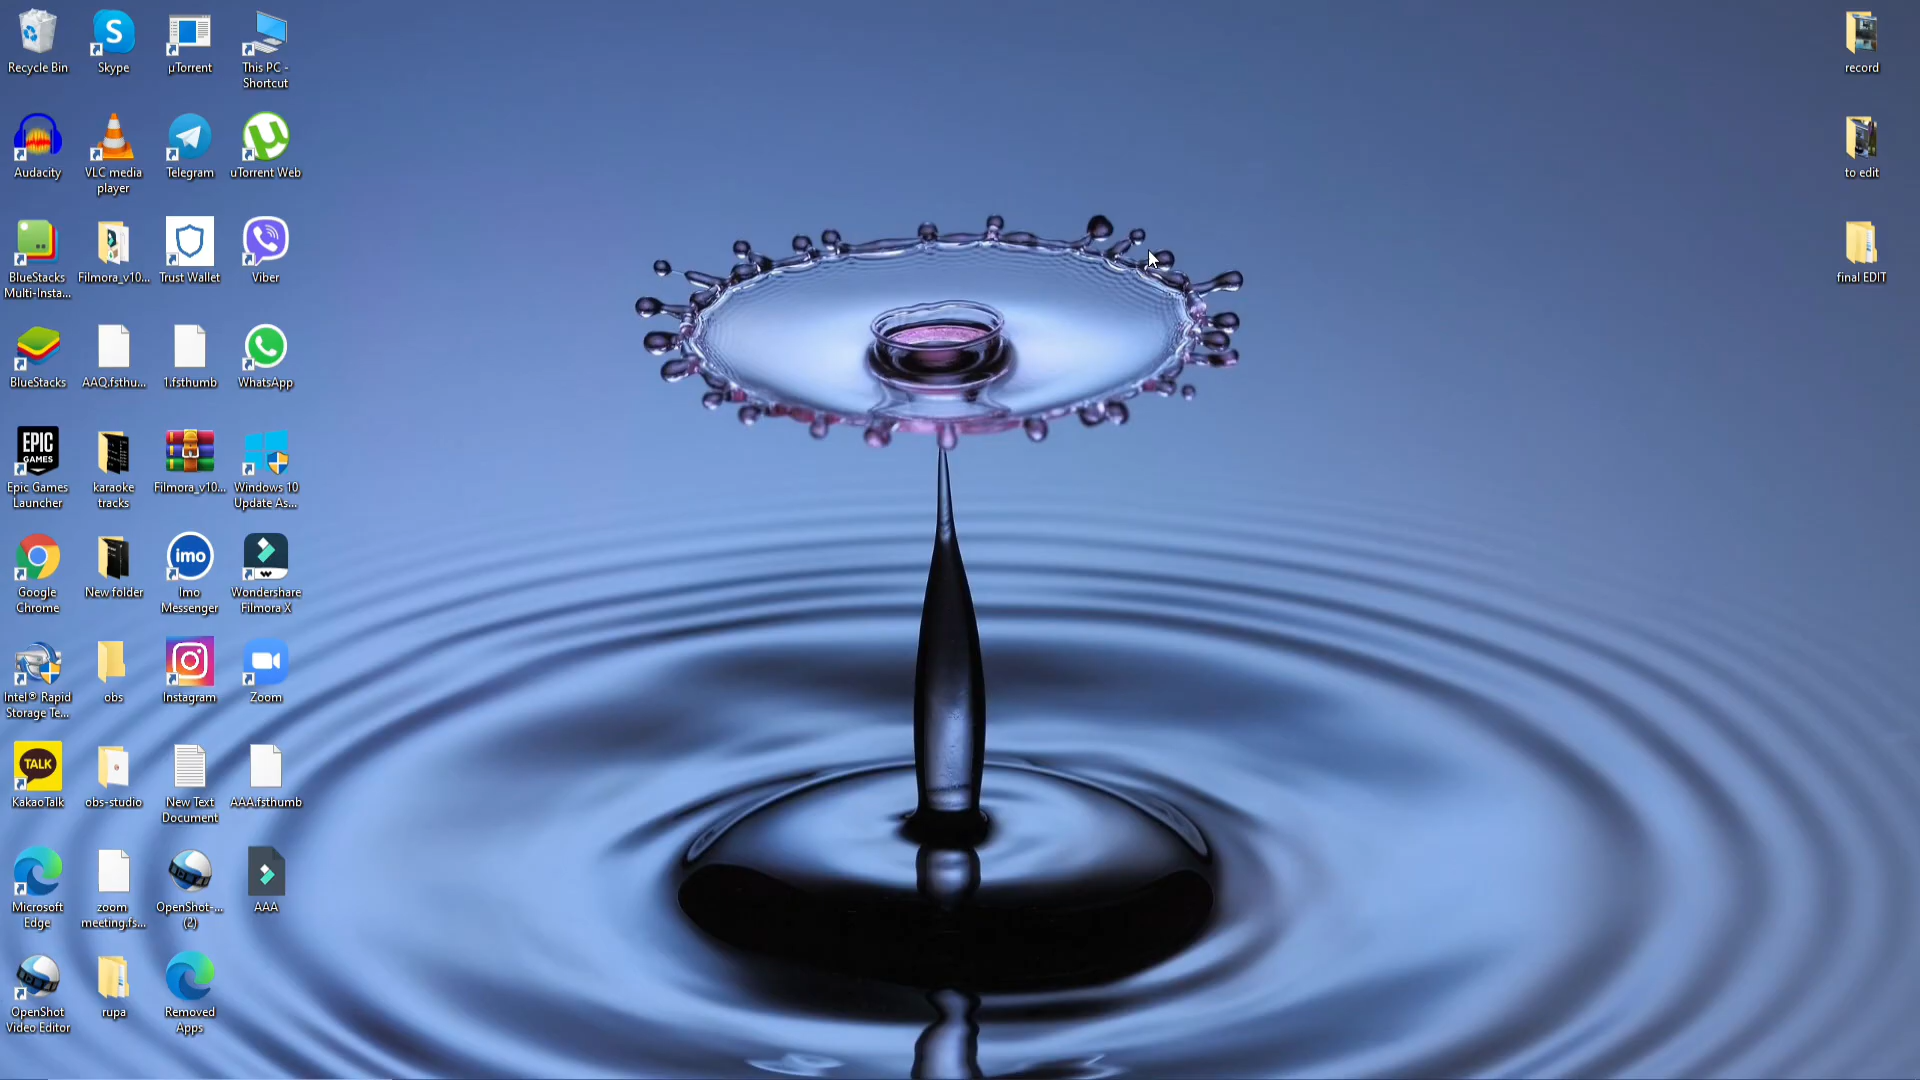 Recycle Bin
Skype
µTorrent
This PC -
Shortcut
record
Audacity
VLC media
player
Telegram
uTorrent Web
to edit
BlueStacks
Multi-Insta...
Filmora_v10...
Trust Wallet
Viber
final EDIT
BlueStacks
AAQ.fsthu...
1.fsthumb
WhatsApp
EPIC
GAMES
Epic Games
Launcher
karaoke
tracks
Filmora_v10...
Windows 10
Update As...
Google
Chrome
New folder
imo
Imo
Messenger
Wondershare
Filmora X
Intel® Rapid
Storage Te...
obs
Instagram
Zoom
TALK
KakaoTalk
obs-studio
New Text
Document
AAA.fsthumb
Microsoft
Edge
zoom
meeting.fs...
OpenShot-...
(2)
AAA
OpenShot
Video Editor
rupa
Removed
Apps